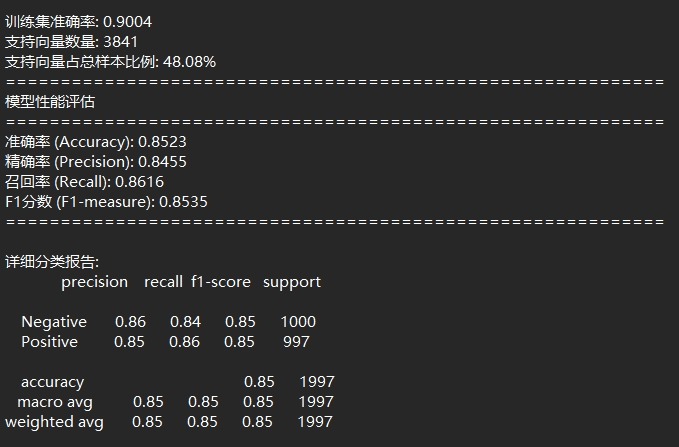 训练集准确率: 0.9004
支持向量数量: 3841
支持向量占总样本比例: 48.08%
============================================================
模型性能评估
============================================================
准确率 (Accuracy): 0.8523
精确率 (Precision): 0.8455
召回率 (Recall): 0.8616
F1分数 (F1-measure): 0.8535
============================================================
详细分类报告:
precision recall f1-score support
Negative 0.86 0.84 0.85 1000
Positive 0.85 0.86 0.85 997
accuracy 0.85 1997
macro avg 0.85 0.85 0.85 1997
weighted avg 0.85 0.85 0.85 1997